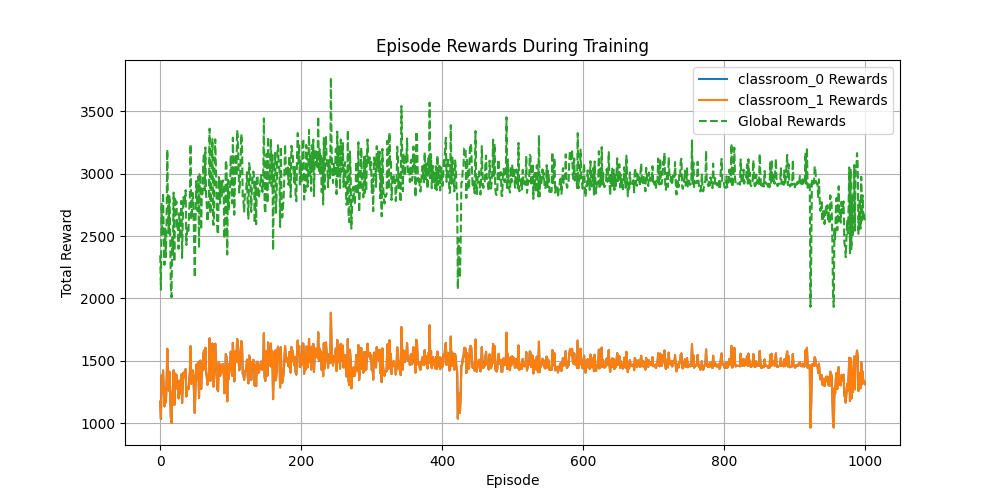 Episode Rewards During Training
classroom_0 Rewards
classroom_1 Rewards
Global Rewards
Total Reward
3500
3000
2500
2000
1500
1000
0
200
400
600
800
1000
Episode